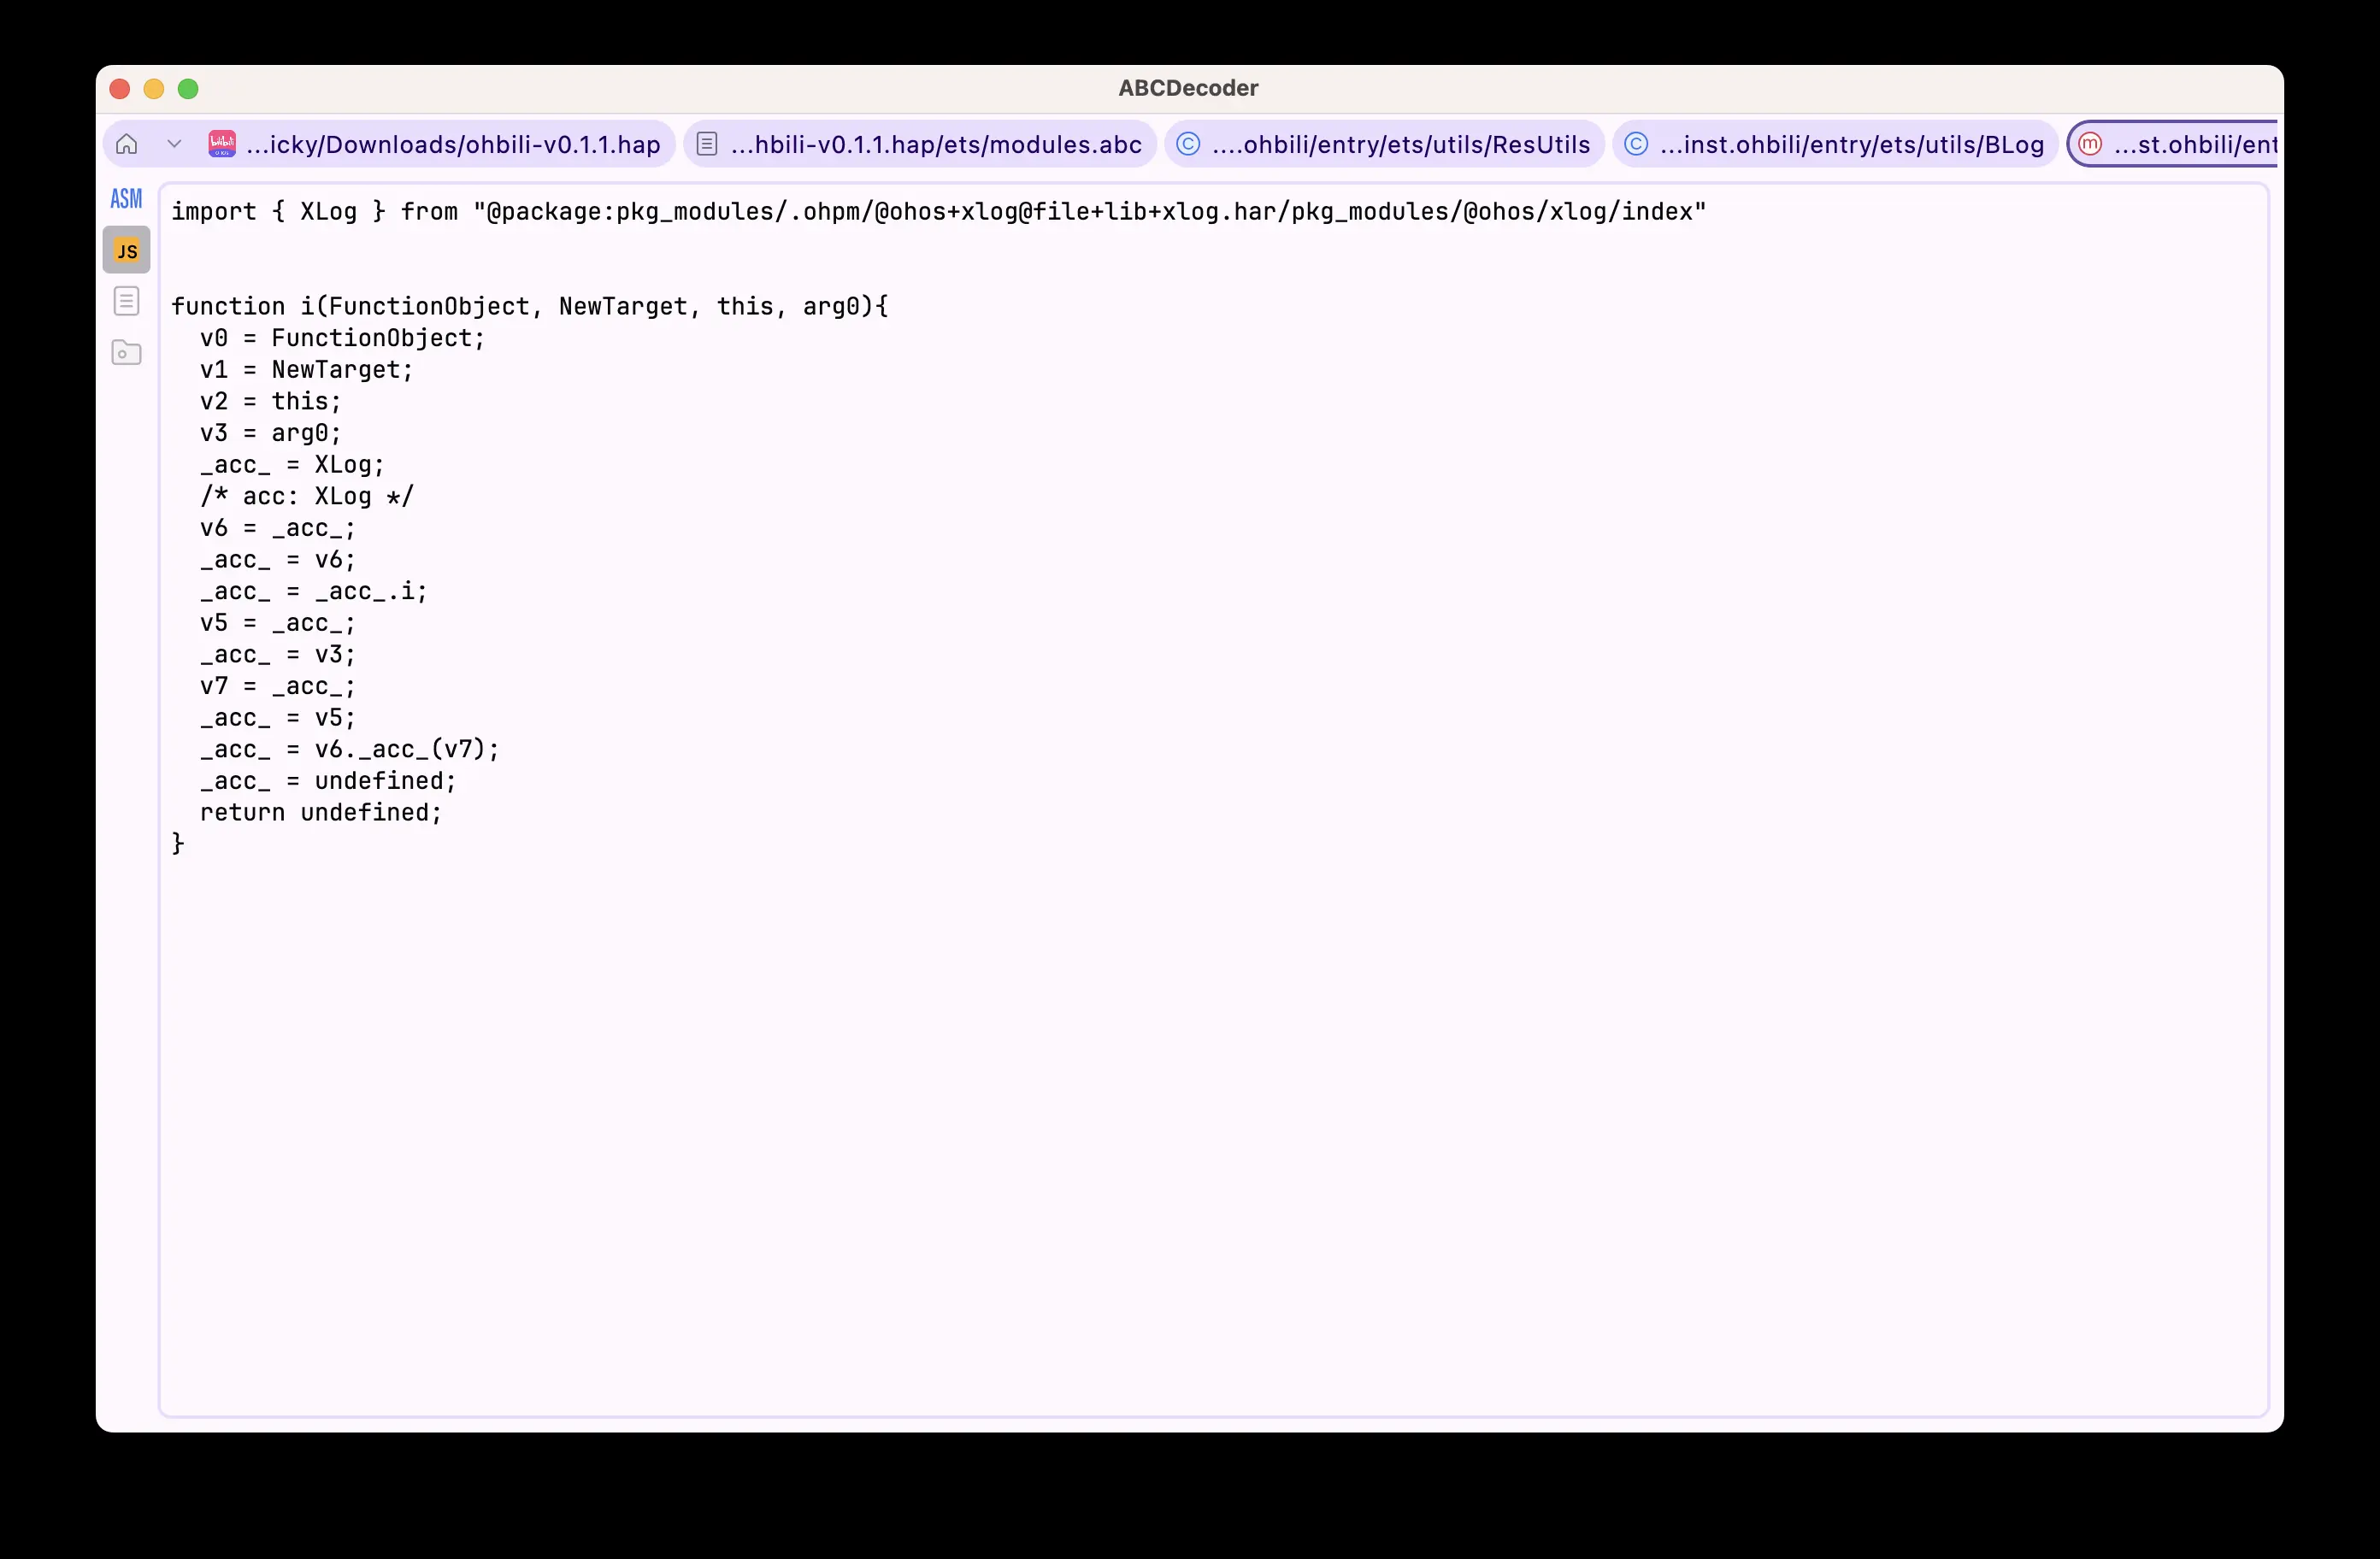 ABCDecoder
...icky/Downloads/ohbili-v0.1.1.hap
...hbili-v0.1.1.hap/ets/modules.abc
....ohbili/entry/ets/utils/ResUtils
...inst.ohbili/entry/ets/utils/BLog
...st.ohbili/ent
ASM
JS
import { XLog } from "@package:pkg_modules/.ohpm/@ohos+xlog@file+lib+xlog.har/pkg_modules/@ohos/xlog/index"
function i(FunctionObject, NewTarget, this, arg0){
v0 = FunctionObject;
v1 = NewTarget;
v2 = this;
v3 = arg0;
_acc_ = XLog;
/* acc: XLog */
v6 = _acc_;
_acc_ = v6;
_acc_ = _acc_.i;
v5 = _acc_;
_acc_ = v3;
v7 = _acc_;
_acc_ = v5;
_acc_ = v6._acc_(v7);
_acc_ = undefined;
return undefined;
}